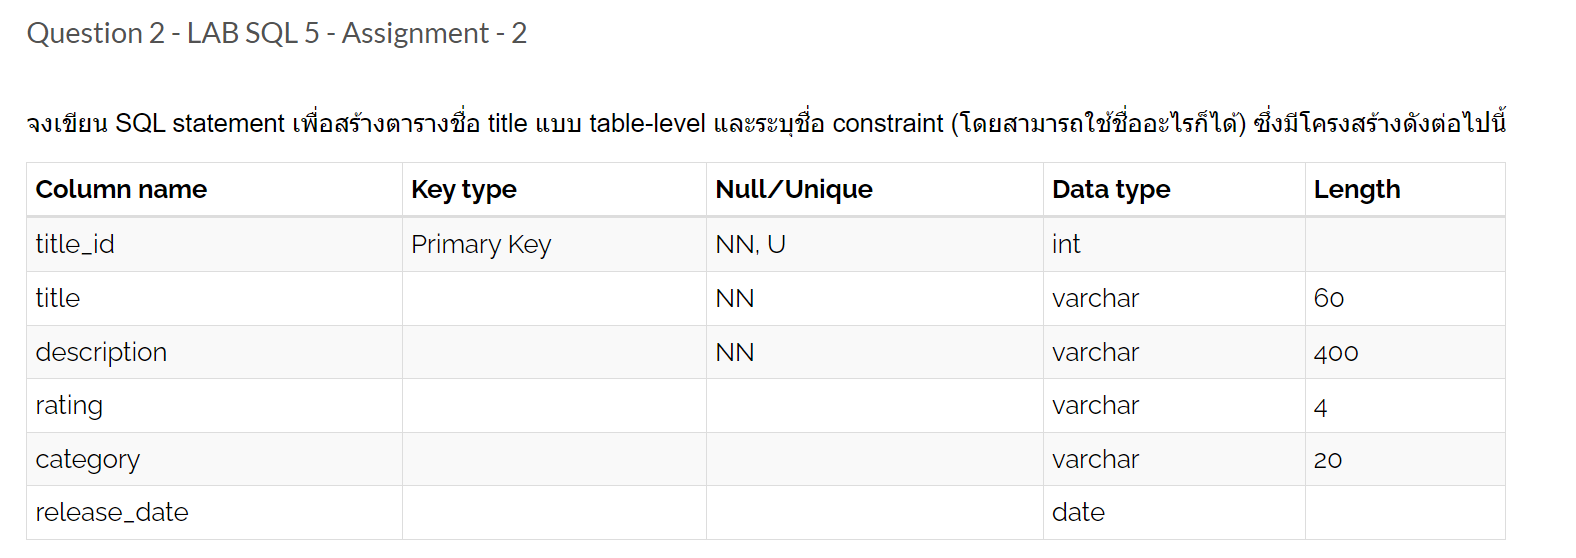 Question 2 - LAB SQL 5 - Assignment - 2
จงเขียน SQL statement เพื่อสร้างตารางชื่อ title แบบ table-level และระบุชื่อ constraint (โดยสามารถใช้ชื่ออะไรก็ได้) ซึ่งมีโครงสร้างดังต่อไปนี้
Column name Key type Null/Unique Data type Length
title_id Primary Key NN, U int
title NN varchar 60
description NN varchar 400
rating varchar 4
category varchar 20
release_date date